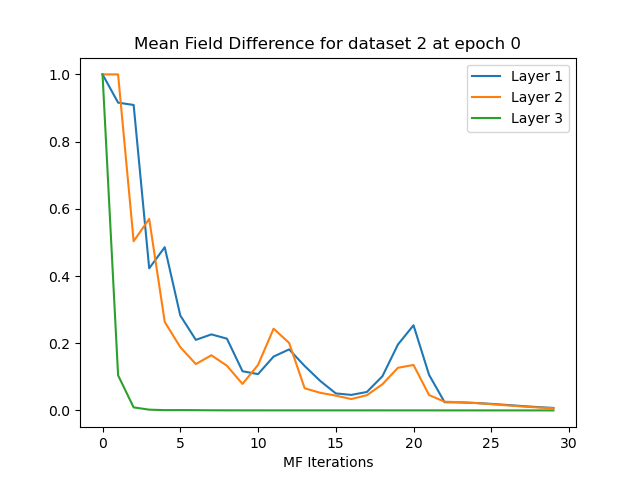 Mean Field Difference for dataset 2 at epoch 0
1.0
0.8
0.6
0.4
0.2
0.0
Layer 1
Layer 2
Layer 3
0 5 10 15 20 25 30
MF Iterations